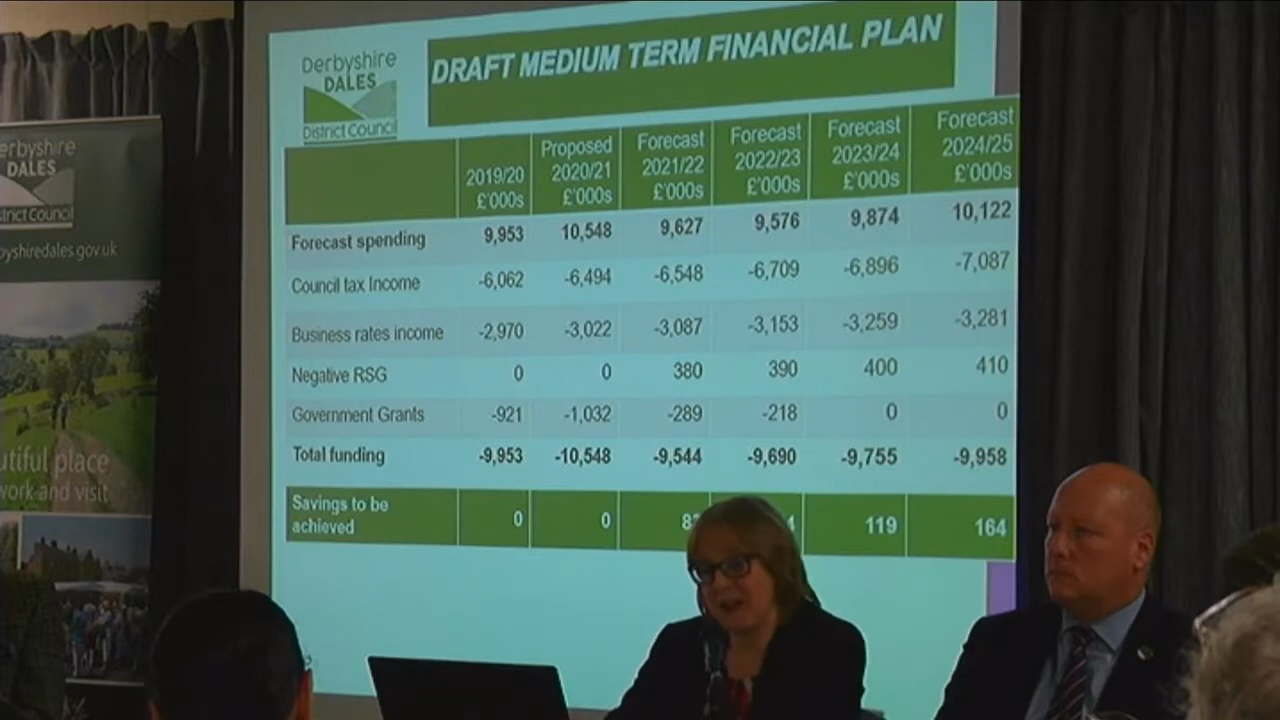 Derbyshire
DALES
District Council
DRAFT MEDIUM TERM FINANCIAL PLAN
2019/20 £'000s
Proposed 2020/21 £'000s
Forecast 2021/22 £'000s
Forecast 2022/23 £'000s
Forecast 2023/24 £'000s
Forecast 2024/25 £'000s
Forecast spending 9,953 10,548 9,627 9,576 9,874 10,122
Council tax Income -6,062 -6,494 -6,548 -6,709 -6,896 -7,087
Business rates income -2,970 -3,022 -3,087 -3,153 -3,259 -3,281
Negative RSG 0 0 380 390 400 410
Government Grants -921 -1,032 -289 -218 0 0
Total funding -9,953 -10,548 -9,544 -9,690 -9,755 -9,958
Savings to be achieved 0 0 119 164
erbyshire
DALES
strict Council
byshiredales.gov.uk
utiful place
work and visit